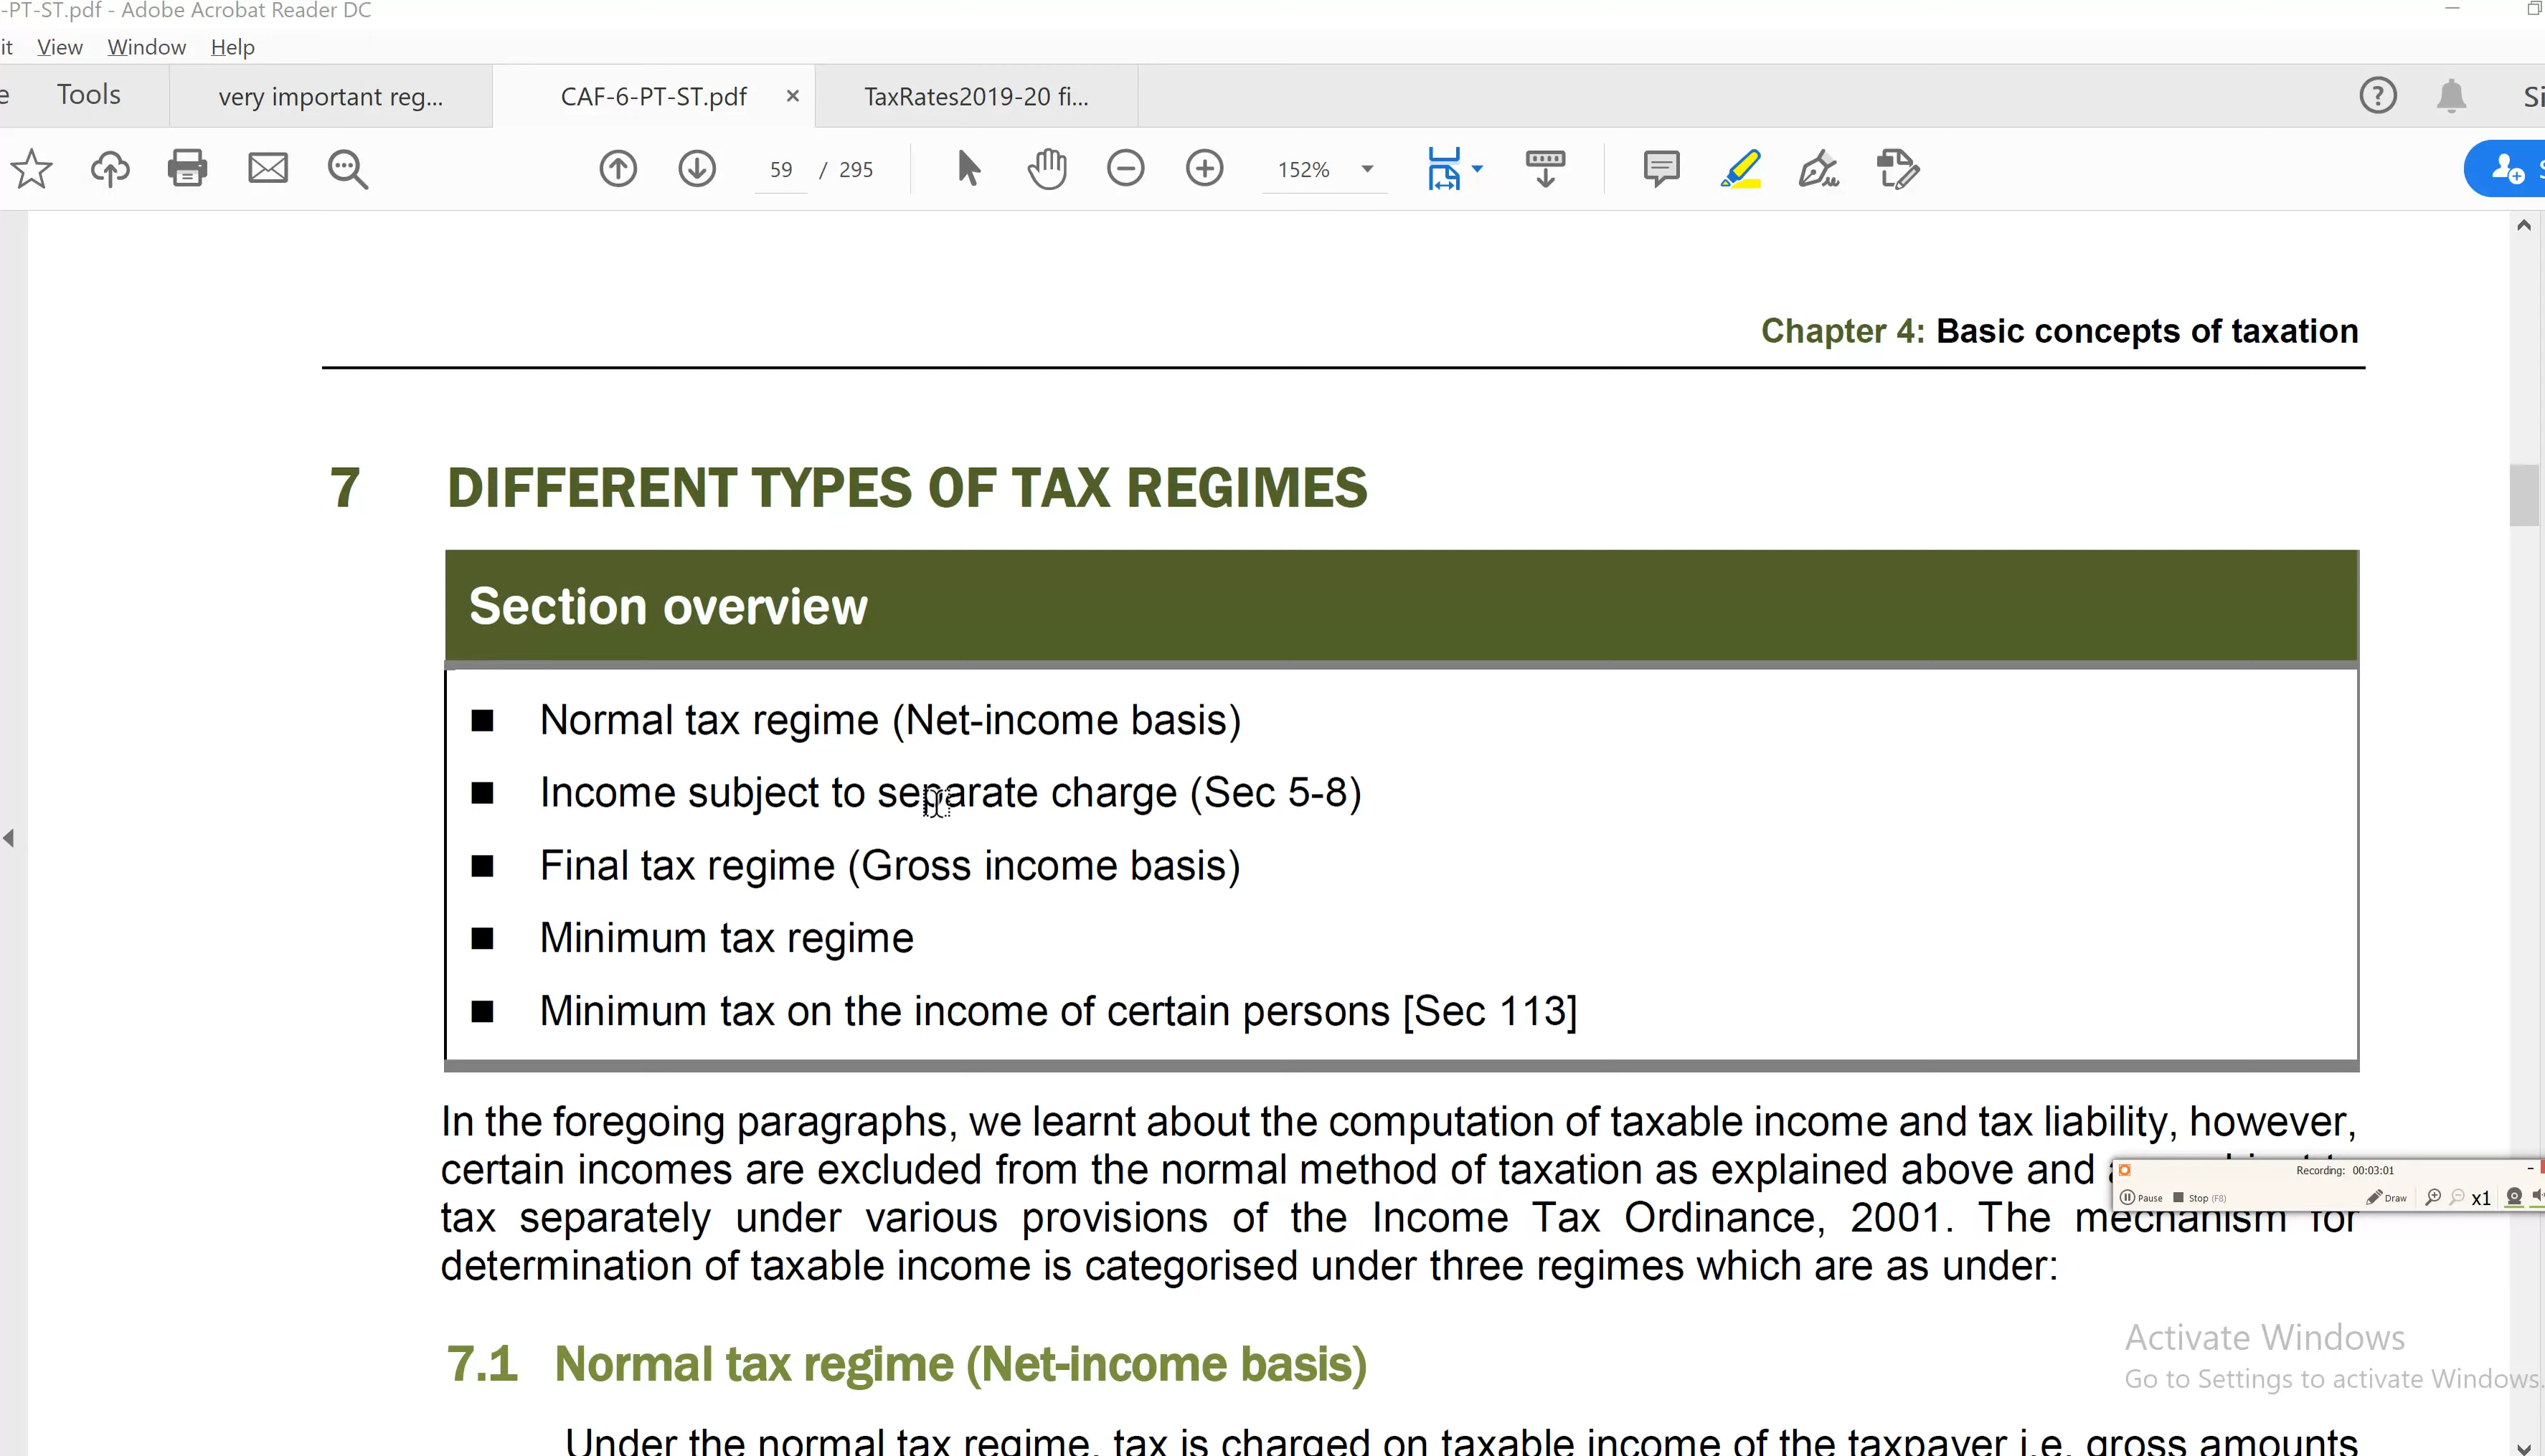 -PT-ST.pdf - Adobe Acrobat Reader DC
it View Window Help
e Tools very important reg... CAF-6-PT-ST.pdf × TaxRates2019-20 fi... ? Si
59 / 295 152% S
Chapter 4: Basic concepts of taxation
7 DIFFERENT TYPES OF TAX REGIMES
Section overview
■ Normal tax regime (Net-income basis)
■ Income subject to separate charge (Sec 5-8)
■ Final tax regime (Gross income basis)
■ Minimum tax regime
■ Minimum tax on the income of certain persons [Sec 113]
In the foregoing paragraphs, we learnt about the computation of taxable income and tax liability, however,
certain incomes are excluded from the normal method of taxation as explained above and
tax separately under various provisions of the Income Tax Ordinance, 2001. The mechanism for
determination of taxable income is categorised under three regimes which are as under:
Recording: 00:03:01
Pause Stop (F8) Draw x1
7.1 Normal tax regime (Net-income basis)
Activate Windows
Go to Settings to activate Windows.
Under the normal tax regime, tax is charged on taxable income of the taxpayer i.e. gross amounts